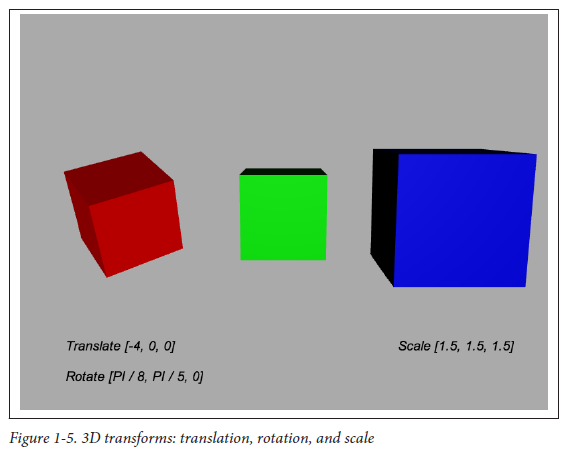 Translate [-4, 0, 0]
Scale [1.5, 1.5, 1.5]
Rotate [PI / 8, PI / 5, 0]
Figure 1-5. 3D transforms: translation, rotation, and scale